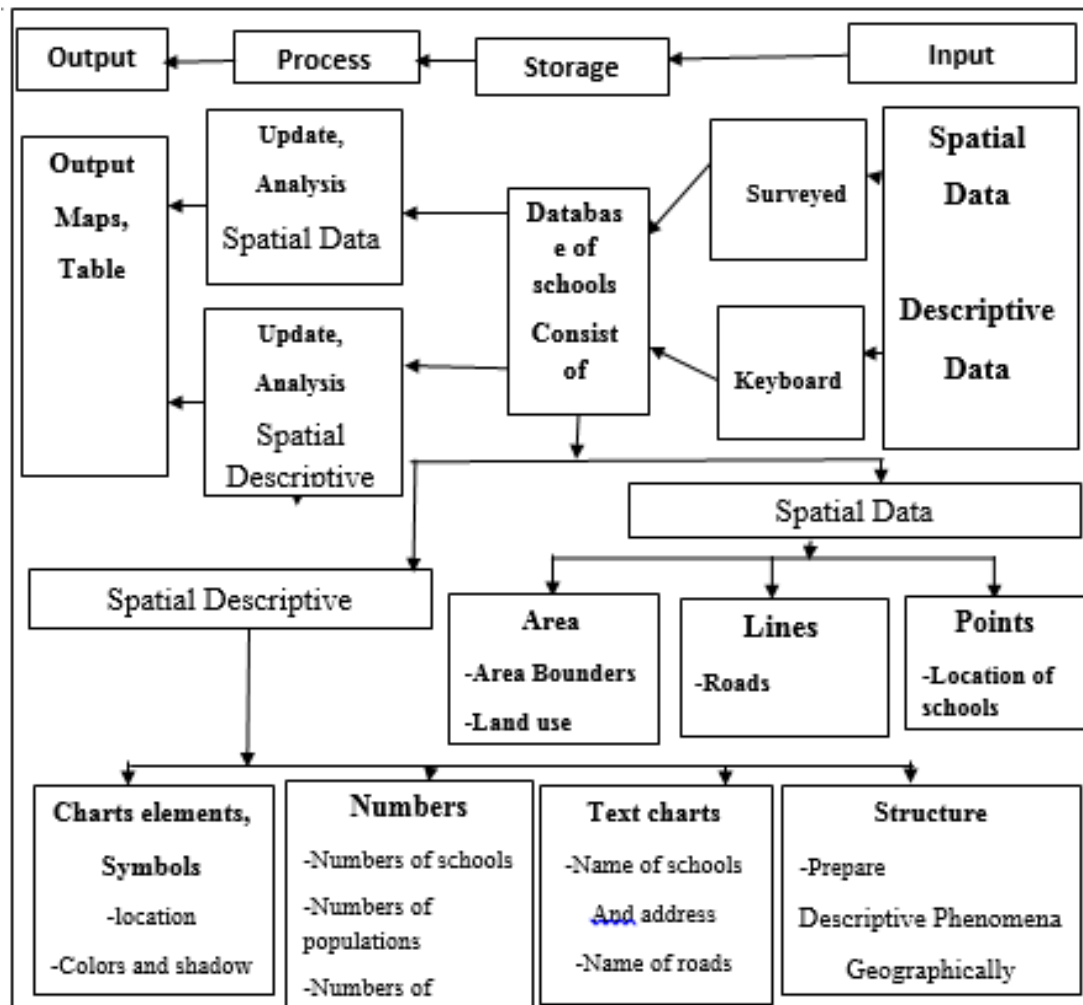 Output
Process
Storage
Input
Output
Maps,
Table
Update,
Analysis
Spatial Data
Update,
Analysis
Spatial
Descriptive
Databas
e of
schools
Consist
of
Surveyed
Keyboard
Spatial
Data
Descriptive
Data
Spatial Data
Spatial Descriptive
Area
-Area Bounders
-Land use
Lines
-Roads
Points
-Location of
schools
Charts elements,
Symbols
-location
-Colors and shadow
Numbers
-Numbers of schools
-Numbers of
populations
-Numbers of
Text charts
-Name of schools
And address
-Name of roads
Structure
-Prepare
Descriptive Phenomena
Geographically